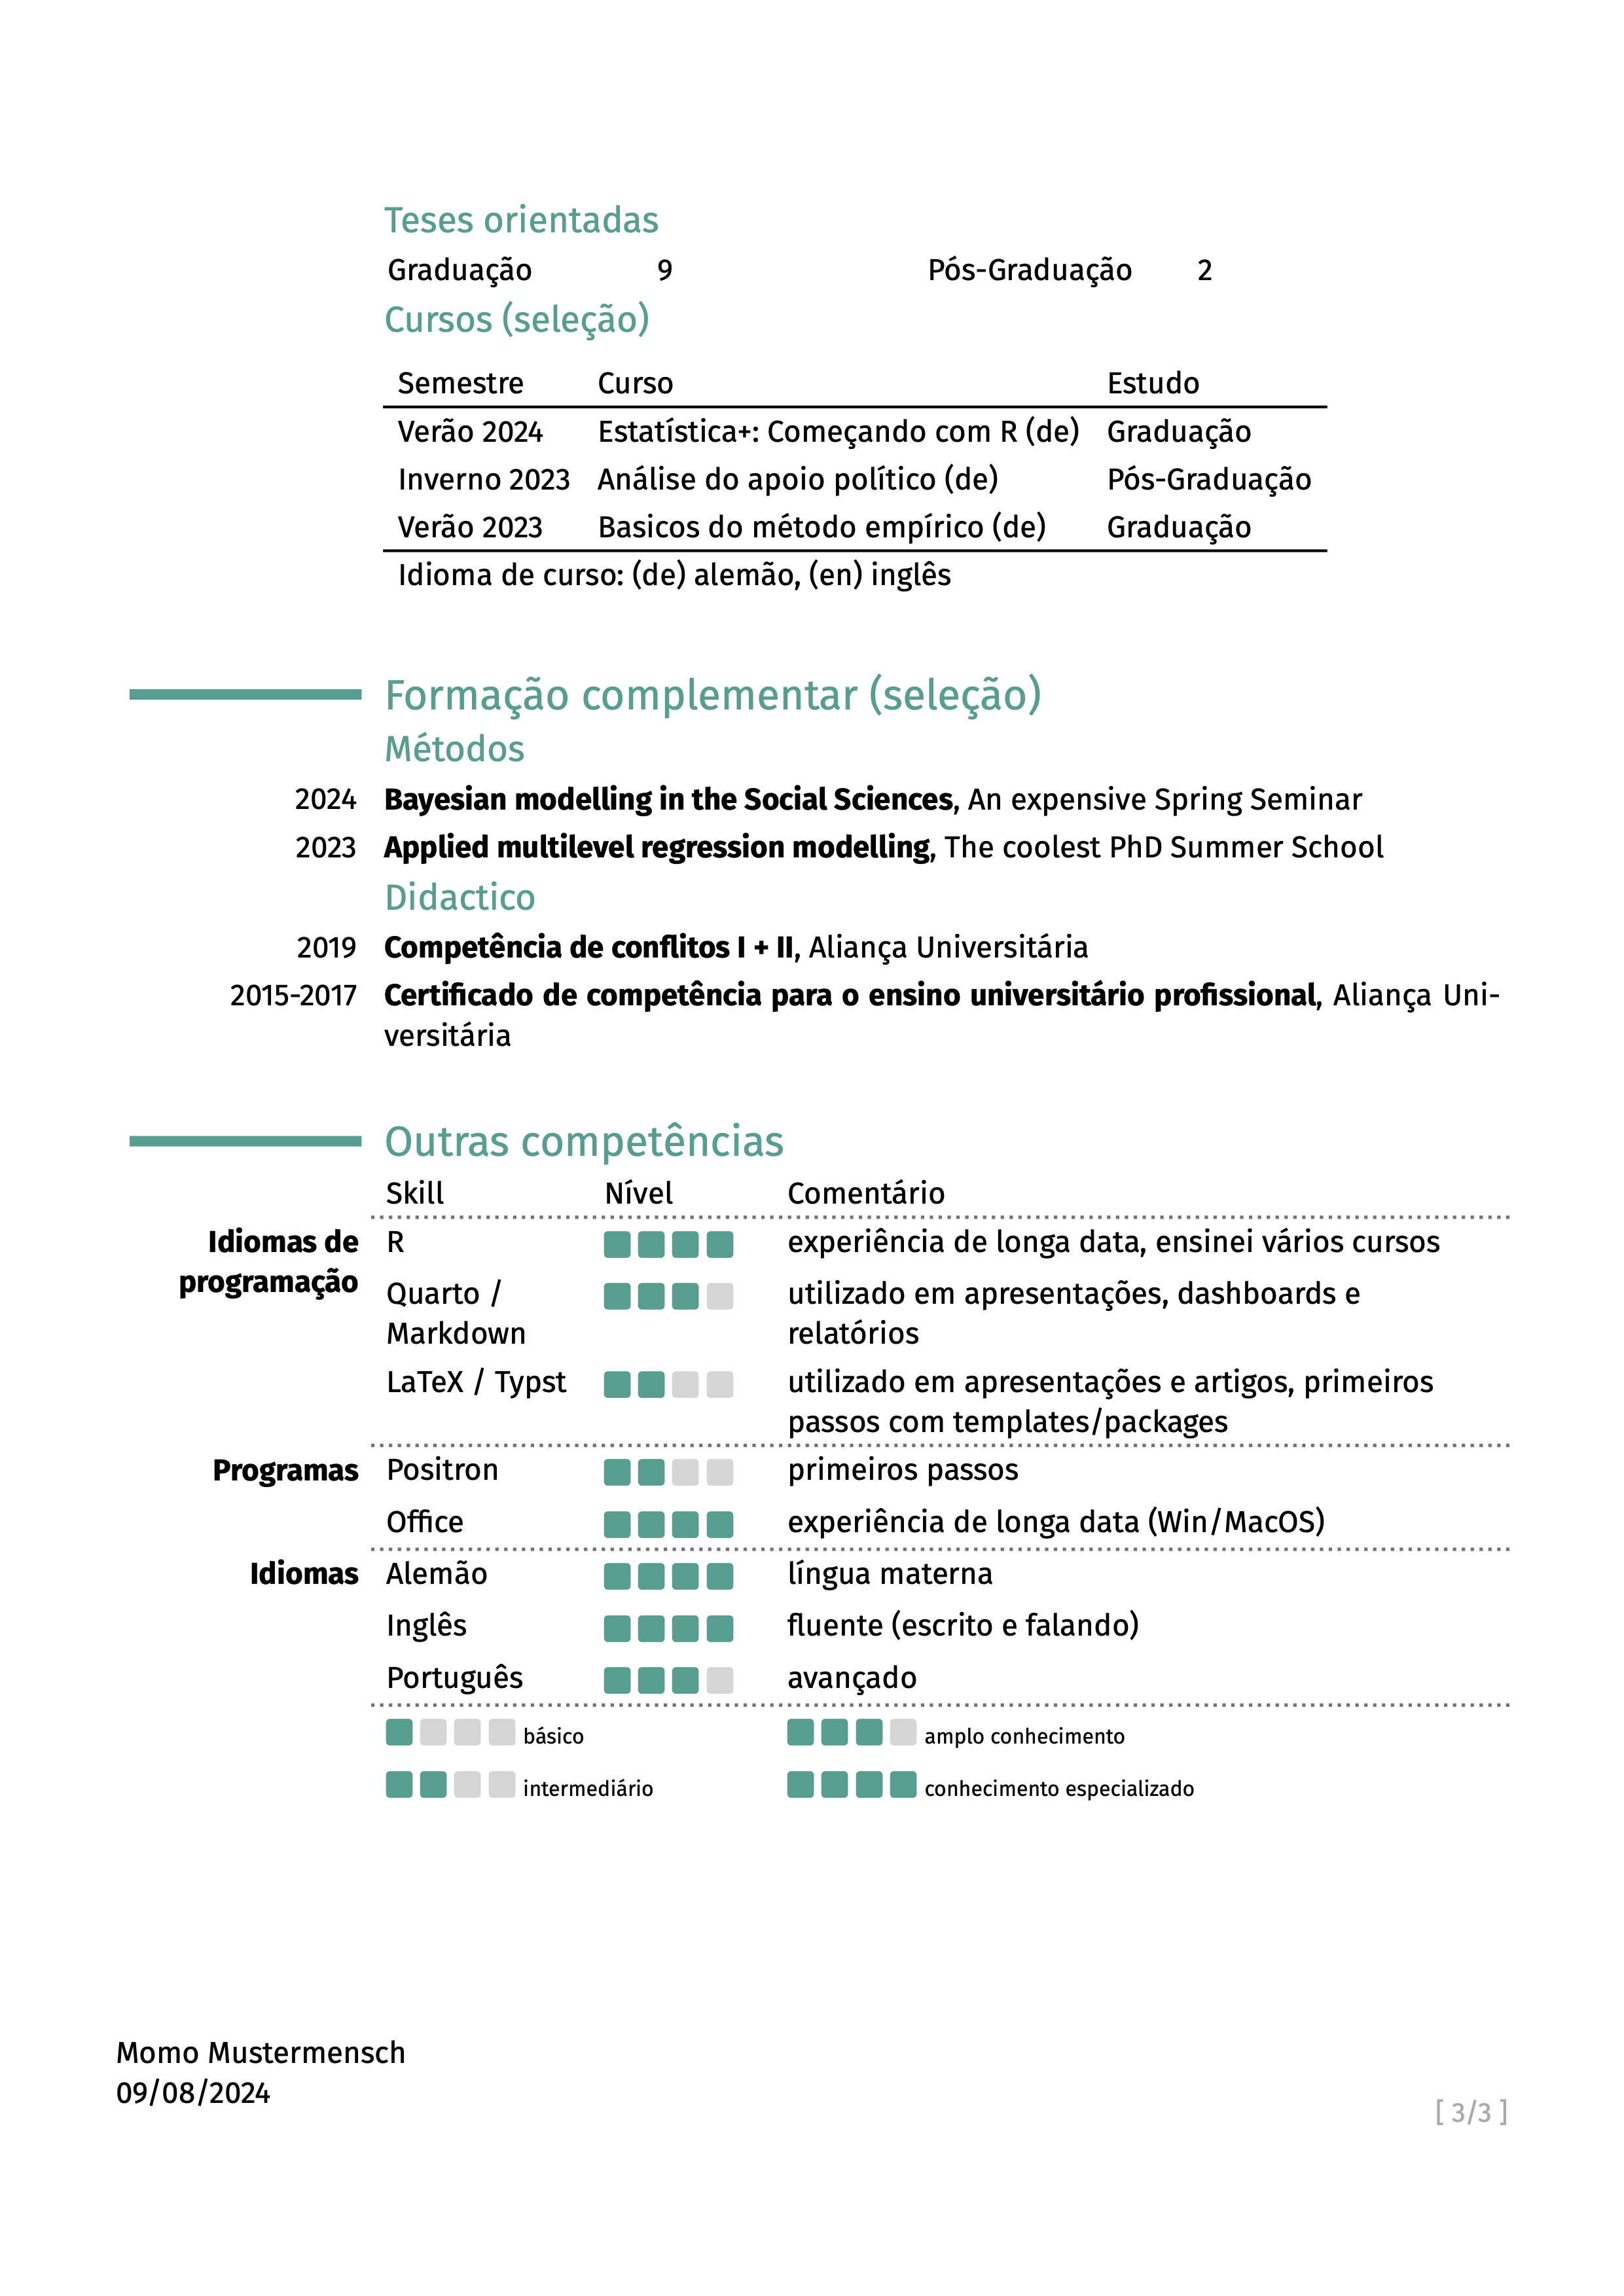 Teses orientadas
Graduação 9 Pós-Graduação 2
Cursos (seleção)
Semestre Curso Estudo
Verão 2024 Estatística+: Começando com R (de) Graduação
Inverno 2023 Análise do apoio político (de) Pós-Graduação
Verão 2023 Basicos do método empírico (de) Graduação
Idioma de curso: (de) alemão, (en) inglês
Formação complementar (seleção)
Métodos
2024 Bayesian modelling in the Social Sciences, An expensive Spring Seminar
2023 Applied multilevel regression modelling, The coolest PhD Summer School
Didactico
2019 Competência de conflitos I + II, Aliança Universitária
2015-2017 Certificado de competência para o ensino universitário profissional, Aliança Uni-
versitária
Outras competências
Skill Nível Comentário
Idiomas de R experiência de longa data, ensinei vários cursos
programação
Quarto / utilizado em apresentações, dashboards e
Markdown relatórios
LaTeX / Typst utilizado em apresentações e artigos, primeiros
passos com templates/packages
Programas Positron primeiros passos
Office experiência de longa data (Win/MacOS)
Idiomas Alemão língua materna
Inglês fluente (escrito e falando)
Português avançado
básico amplo conhecimento
intermediário conhecimento especializado
Momo Mustermensch
09/08/2024
[ 3/3 ]